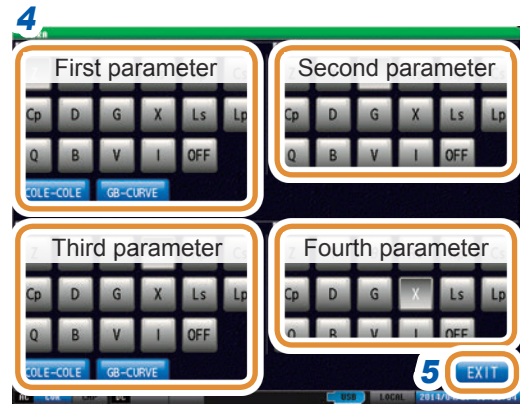 4
First parameter
Second parameter
Cp D G X Ls Lp
D G X Ls Lp
Q B V I OFF
Q B V I OFF
COLE-COLE GB-CURVE
Third parameter
Fourth parameter
Cp D G X Ls Lp
Cp D G X Ls Lp
Q B V I OFF
Q B V I OFF
COLE-COLE GB-CURVE
5
EXIT
USB LOCAL